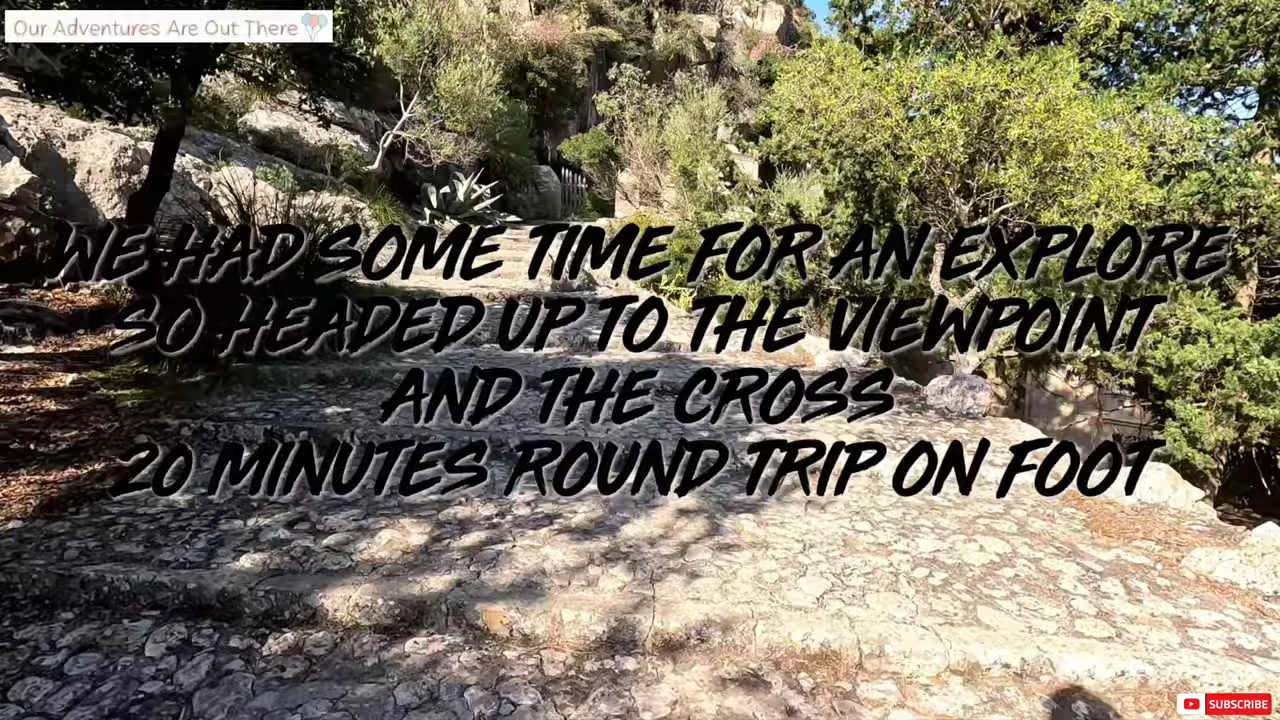 Our Adventures Are Out There
WE HAD SOME TIME FOR AN EXPLORE
SO HEADED UP TO THE VIEWPOINT
AND THE CROSS
20 MINUTES ROUND TRIP ON FOOT
SUBSCRIBE